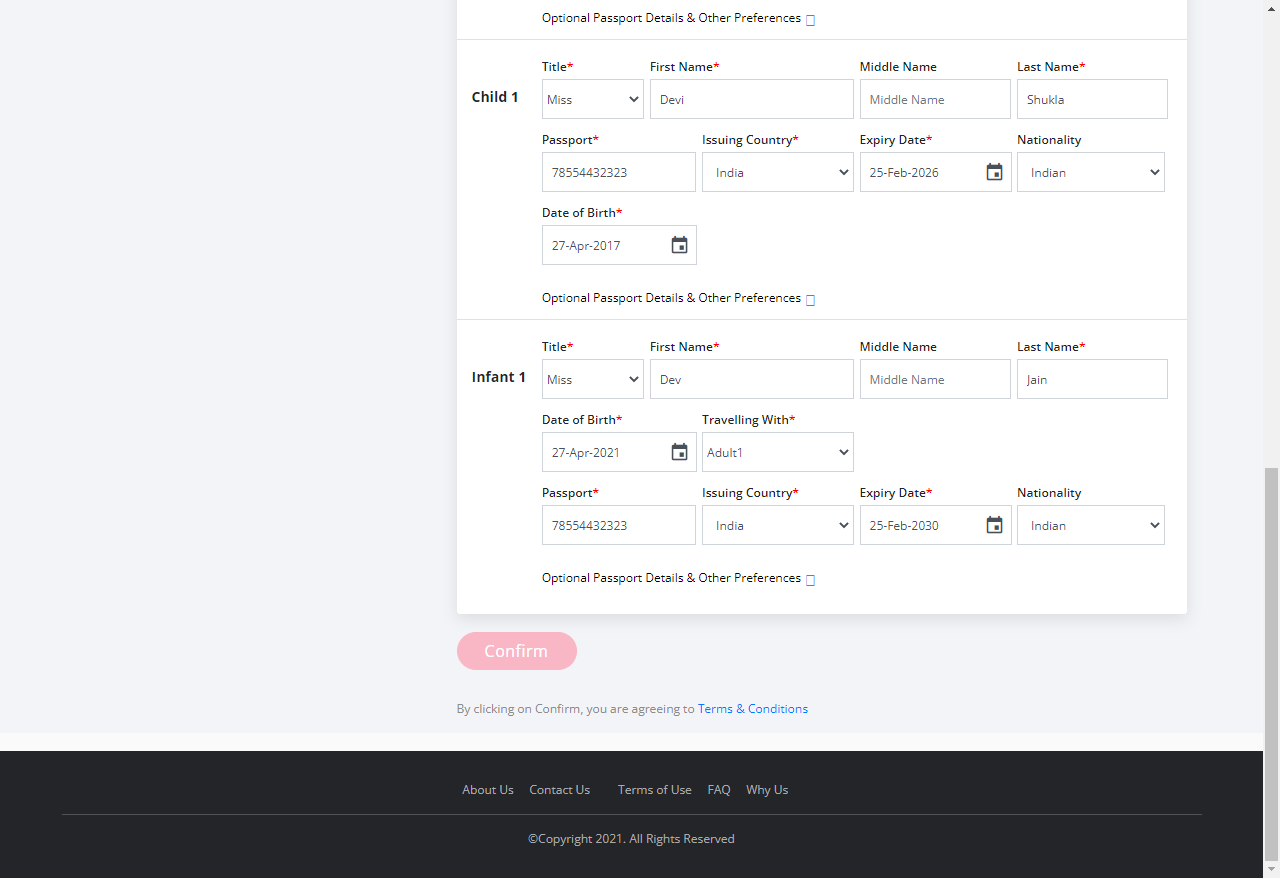 Optional Passport Details & Other Preferences
Title* First Name* Middle Name Last Name*
Child 1 Miss Devi Middle Name Shukla
Passport* Issuing Country* Expiry Date* Nationality
78554432323 India 25-Feb-2026 Indian
Date of Birth*
27-Apr-2017
Optional Passport Details & Other Preferences
Title* First Name* Middle Name Last Name*
Infant 1 Miss Dev Middle Name Jain
Date of Birth* Travelling With*
27-Apr-2021 Adult1
Passport* Issuing Country* Expiry Date* Nationality
78554432323 India 25-Feb-2030 Indian
Optional Passport Details & Other Preferences
Confirm
By clicking on Confirm, you are agreeing to Terms & Conditions
About Us Contact Us Terms of Use FAQ Why Us
©Copyright 2021. All Rights Reserved